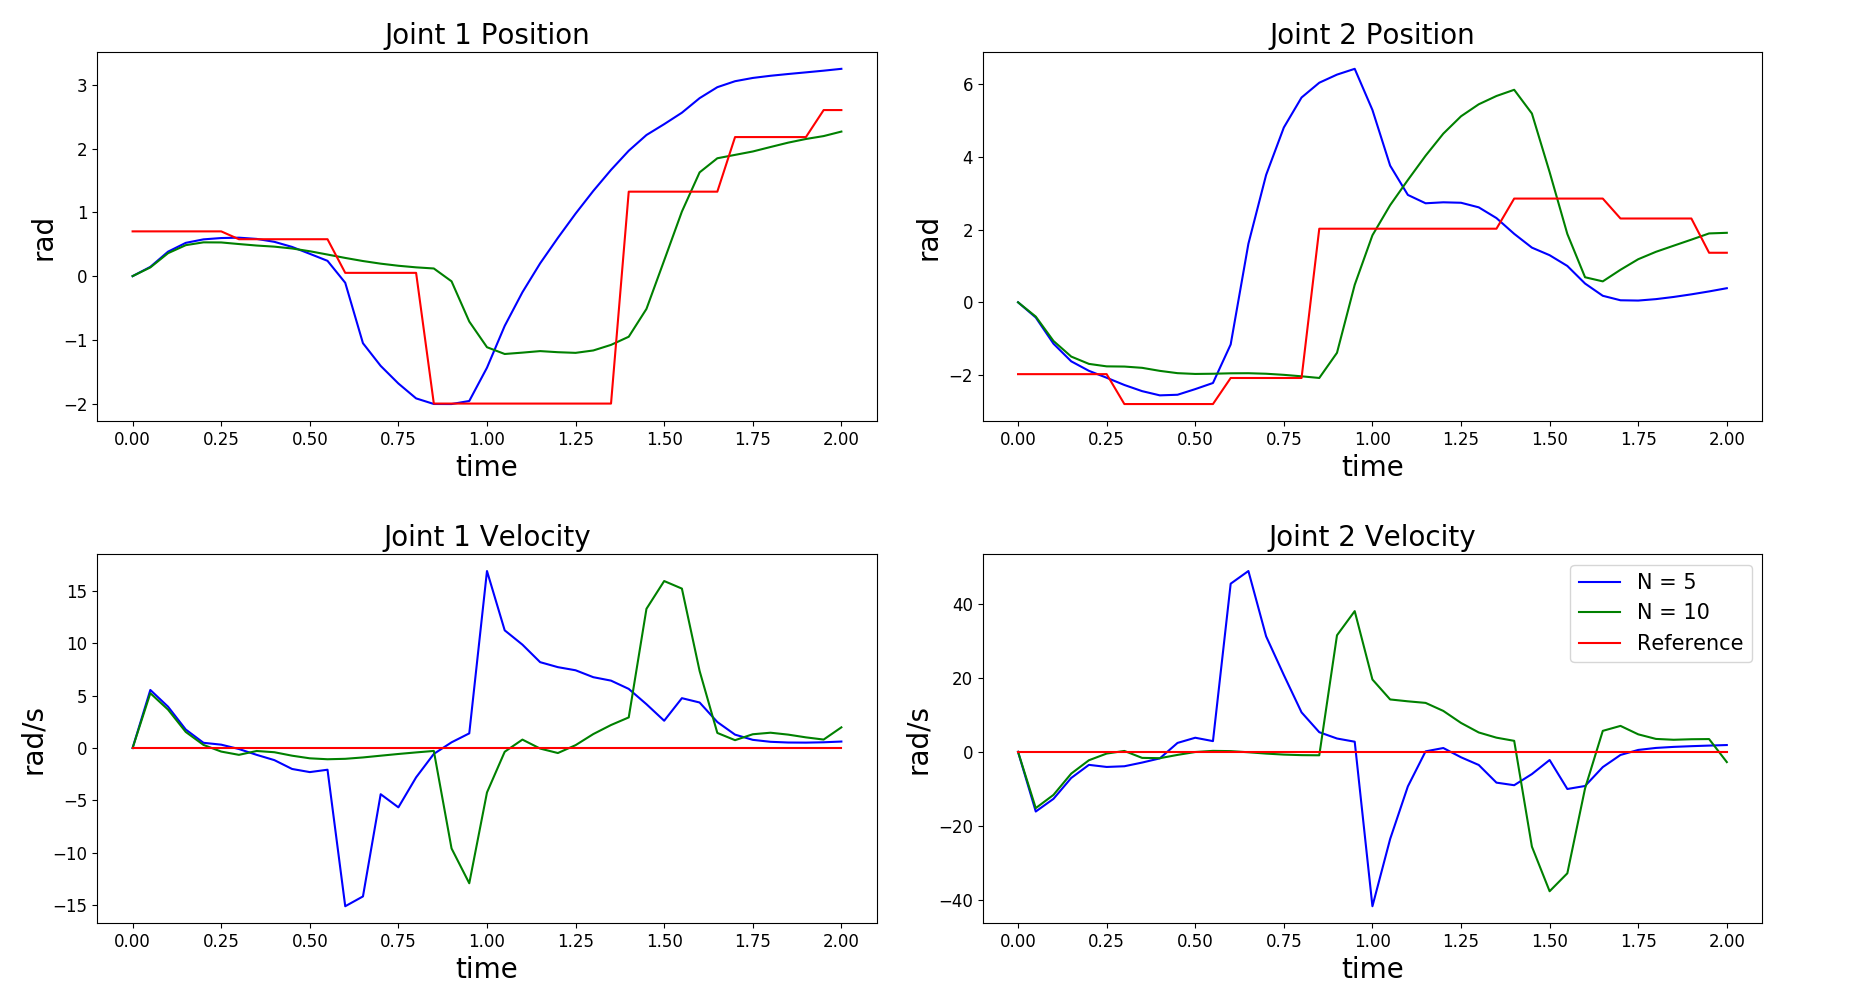 Joint 1 Position
3
2
1
0
−1
−2
rad
0.00 0.25 0.50 0.75 1.00 1.25 1.50 1.75 2.00
time
Joint 2 Position
6
4
2
0
−2
rad
0.00 0.25 0.50 0.75 1.00 1.25 1.50 1.75 2.00
time
Joint 1 Velocity
15
10
5
0
−5
−10
−15
rad/s
0.00 0.25 0.50 0.75 1.00 1.25 1.50 1.75 2.00
time
Joint 2 Velocity
40
20
0
−20
−40
rad/s
N = 5
N = 10
Reference
0.00 0.25 0.50 0.75 1.00 1.25 1.50 1.75 2.00
time